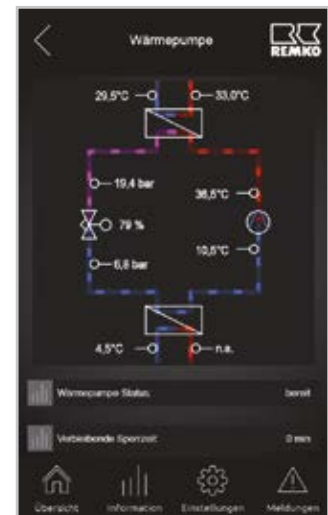 Wärmepumpe
REMKO
29,5°C
33,0°C
19,4 bar
36,5°C
79 %
10,5°C
6,8 bar
4,5°C
n.a.
Wärmepumpe Status: bereit
Verbleibende Sperrzeit: 0 min
Übersicht Information Einstellungen Meldungen